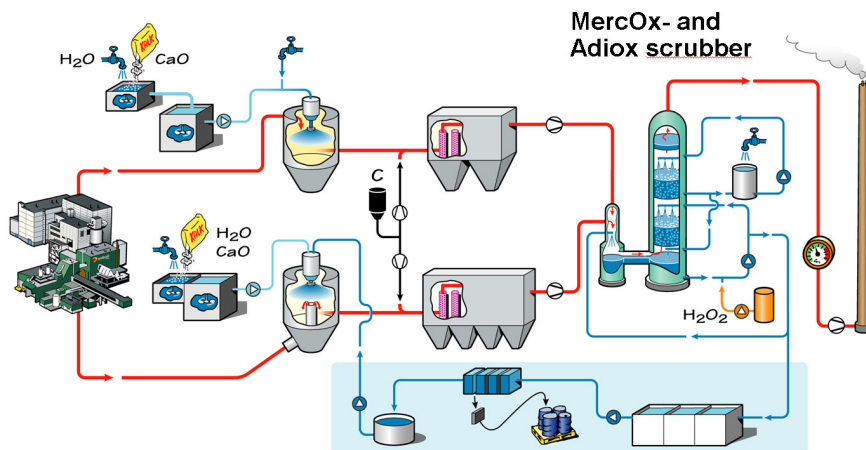 MercOx- and
Adiox scrubber
H₂O
KALK
CaO
C
KALK
H₂O
CaO
H₂O₂